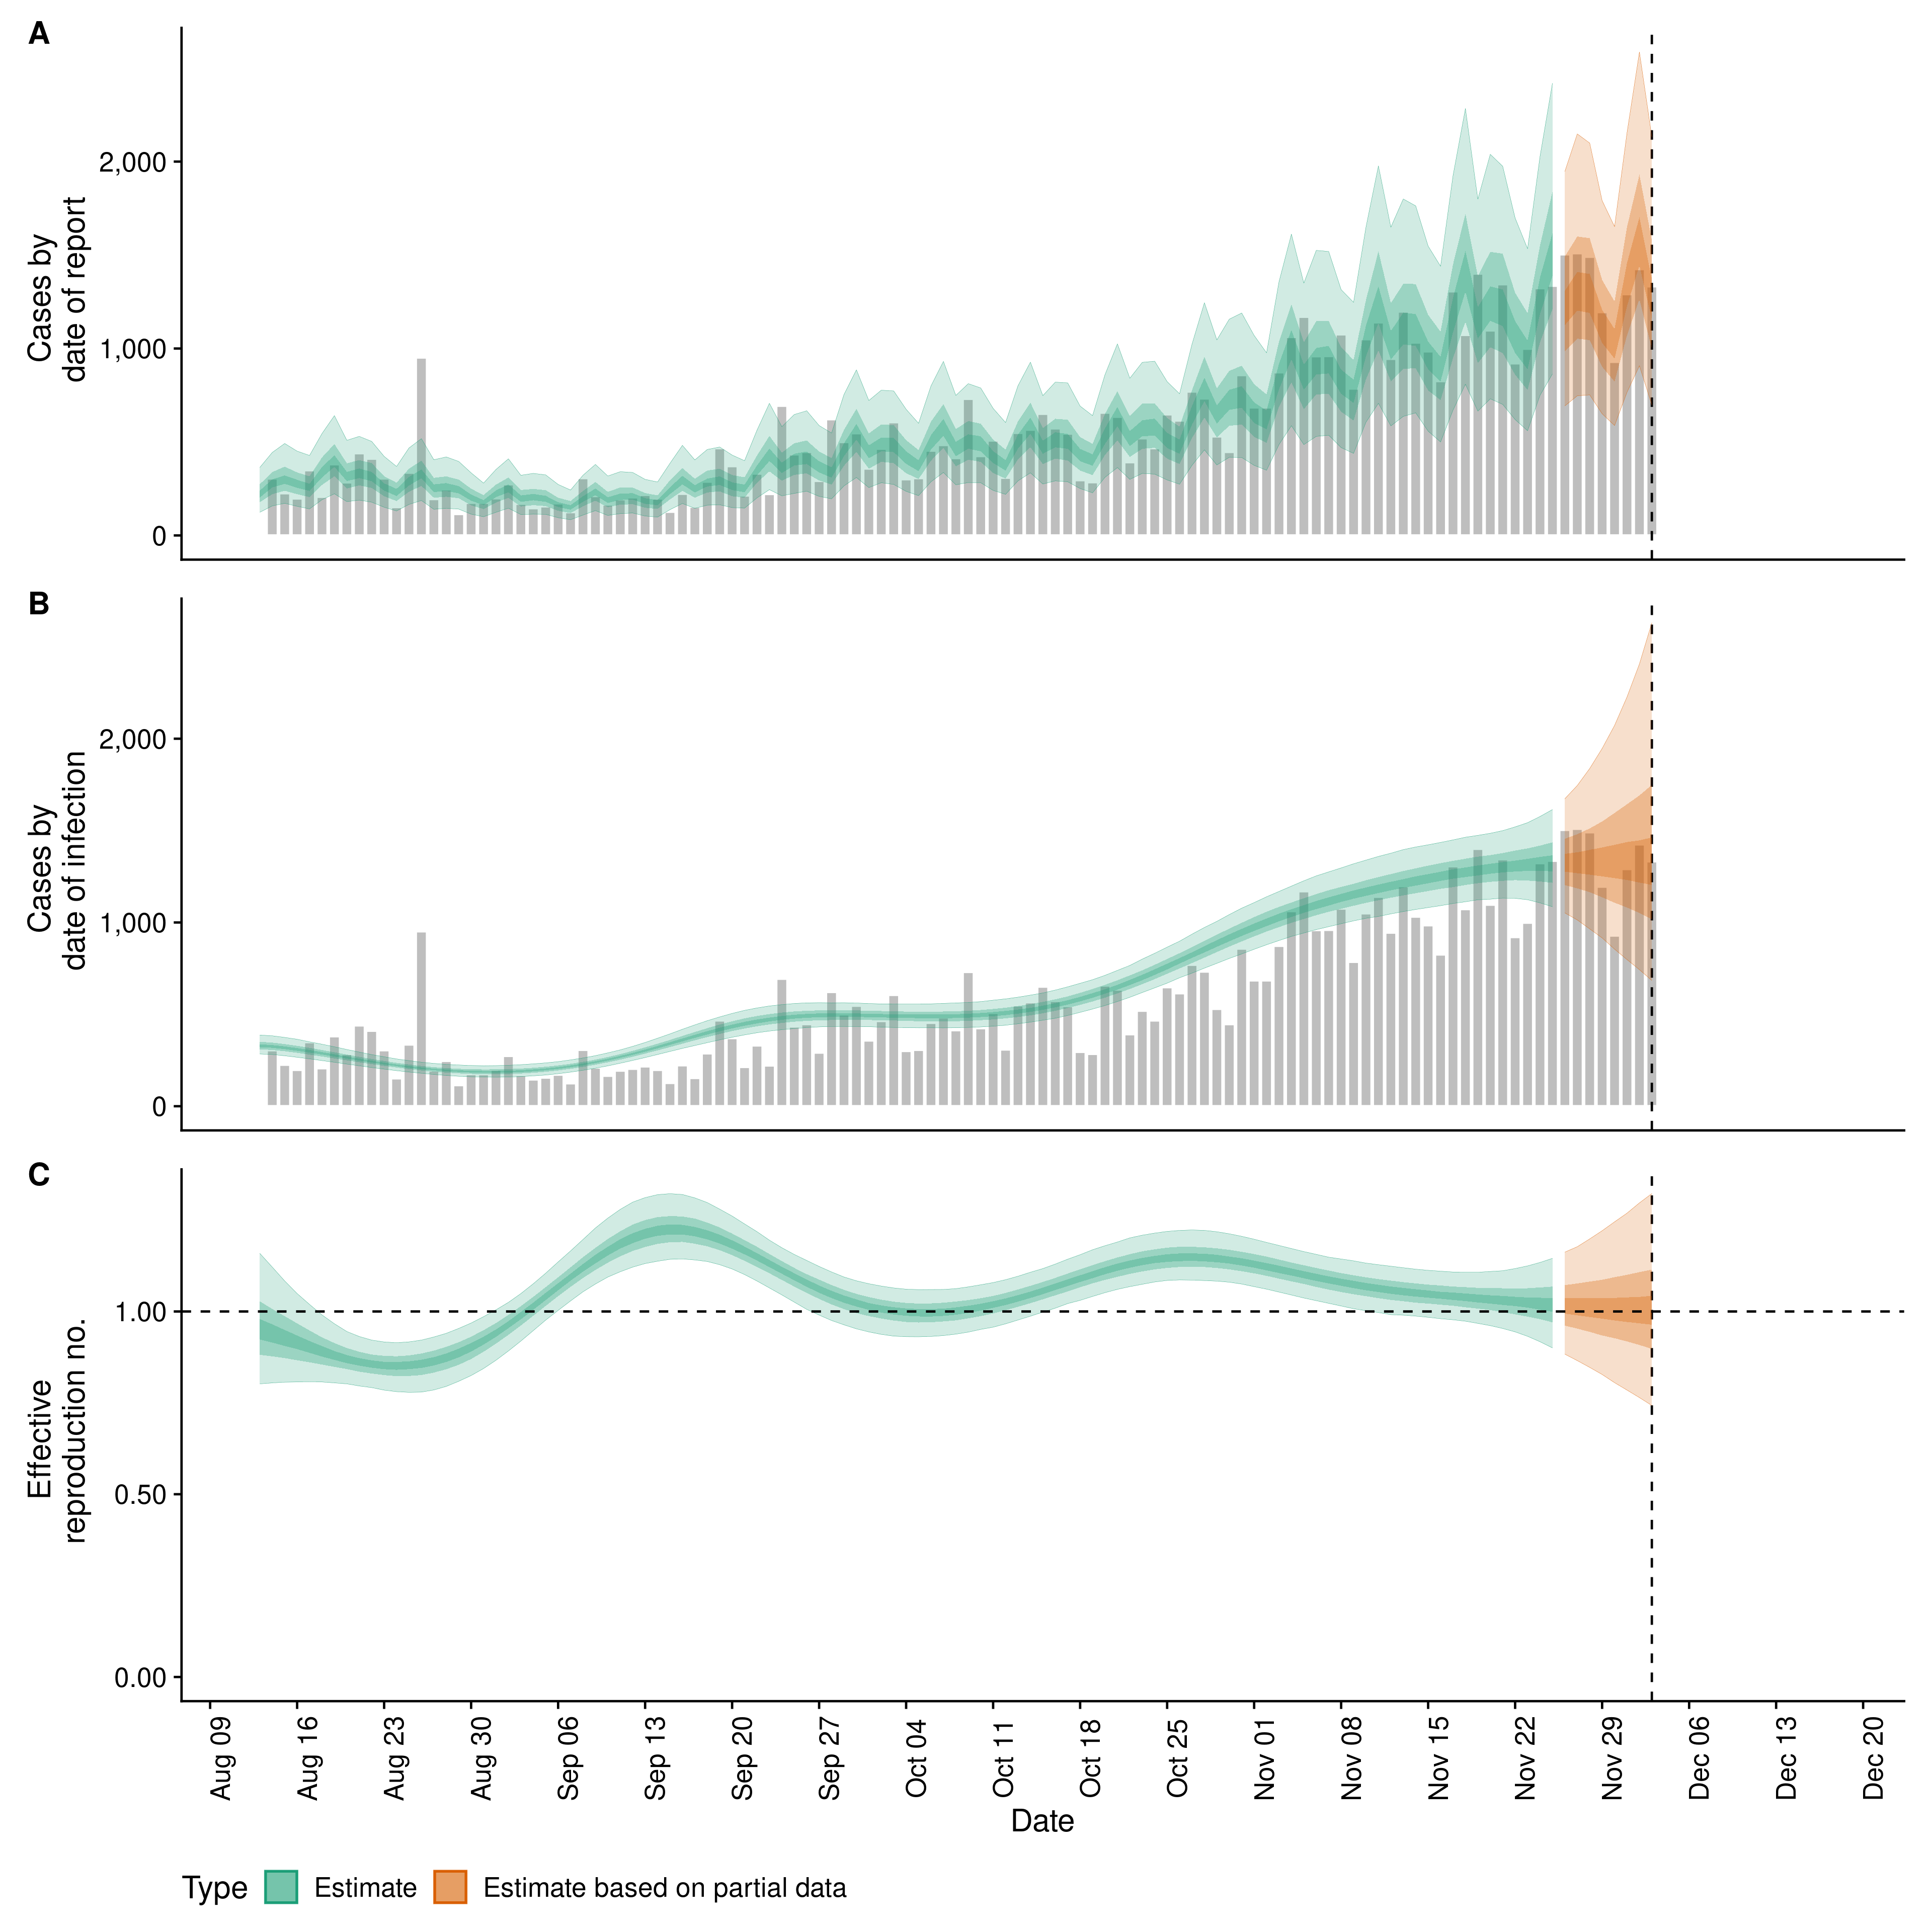 A
Cases by
date of report
2,000
1,000
0
B
Cases by
date of infection
2,000
1,000
0
C
Effective
reproduction no.
1.00
0.50
0.00
Aug 09
Aug 16
Aug 23
Aug 30
Sep 06
Sep 13
Sep 20
Sep 27
Oct 04
Oct 11
Oct 18
Oct 25
Nov 01
Nov 08
Nov 15
Nov 22
Nov 29
Dec 06
Dec 13
Dec 20
Date
Type Estimate Estimate based on partial data